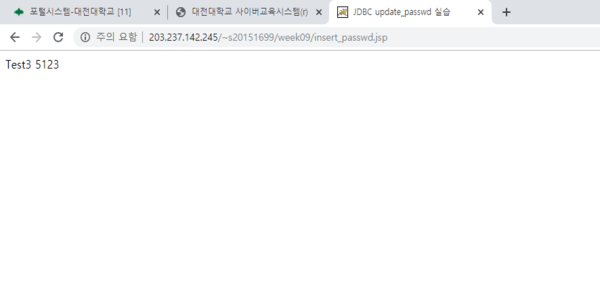 포털시스템-대전대학교 [11]
대전대학교 사이버교육시스템(r)
JDBC update_passwd 실습
주의 요함
203.237.142.245/~s20151699/week09/insert_passwd.jsp
Test3 5123